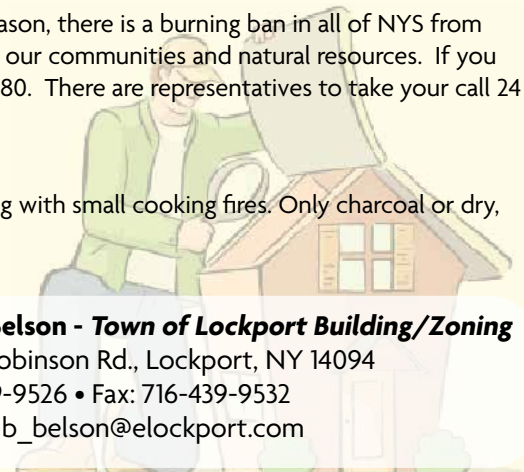 ason, there is a burning ban in all of NYS from
our communities and natural resources. If you
80. There are representatives to take your call 24
g with small cooking fires. Only charcoal or dry,
elson - Town of Lockport Building/Zoning
obinson Rd., Lockport, NY 14094
9-9526 • Fax: 716-439-9532
b_belson@elockport.com